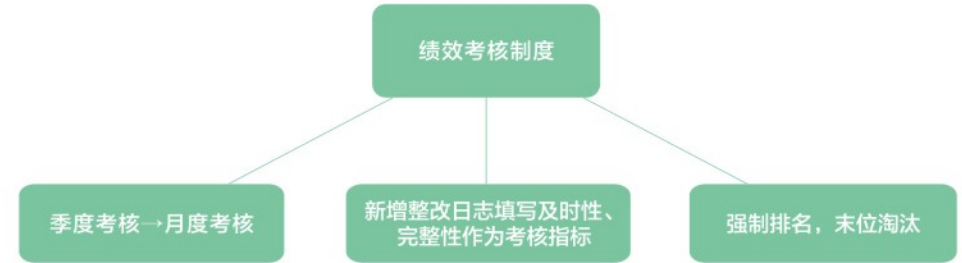 绩效考核制度
季度考核→月度考核
新增整改日志填写及时性、
完整性作为考核指标
强制排名，末位淘汰